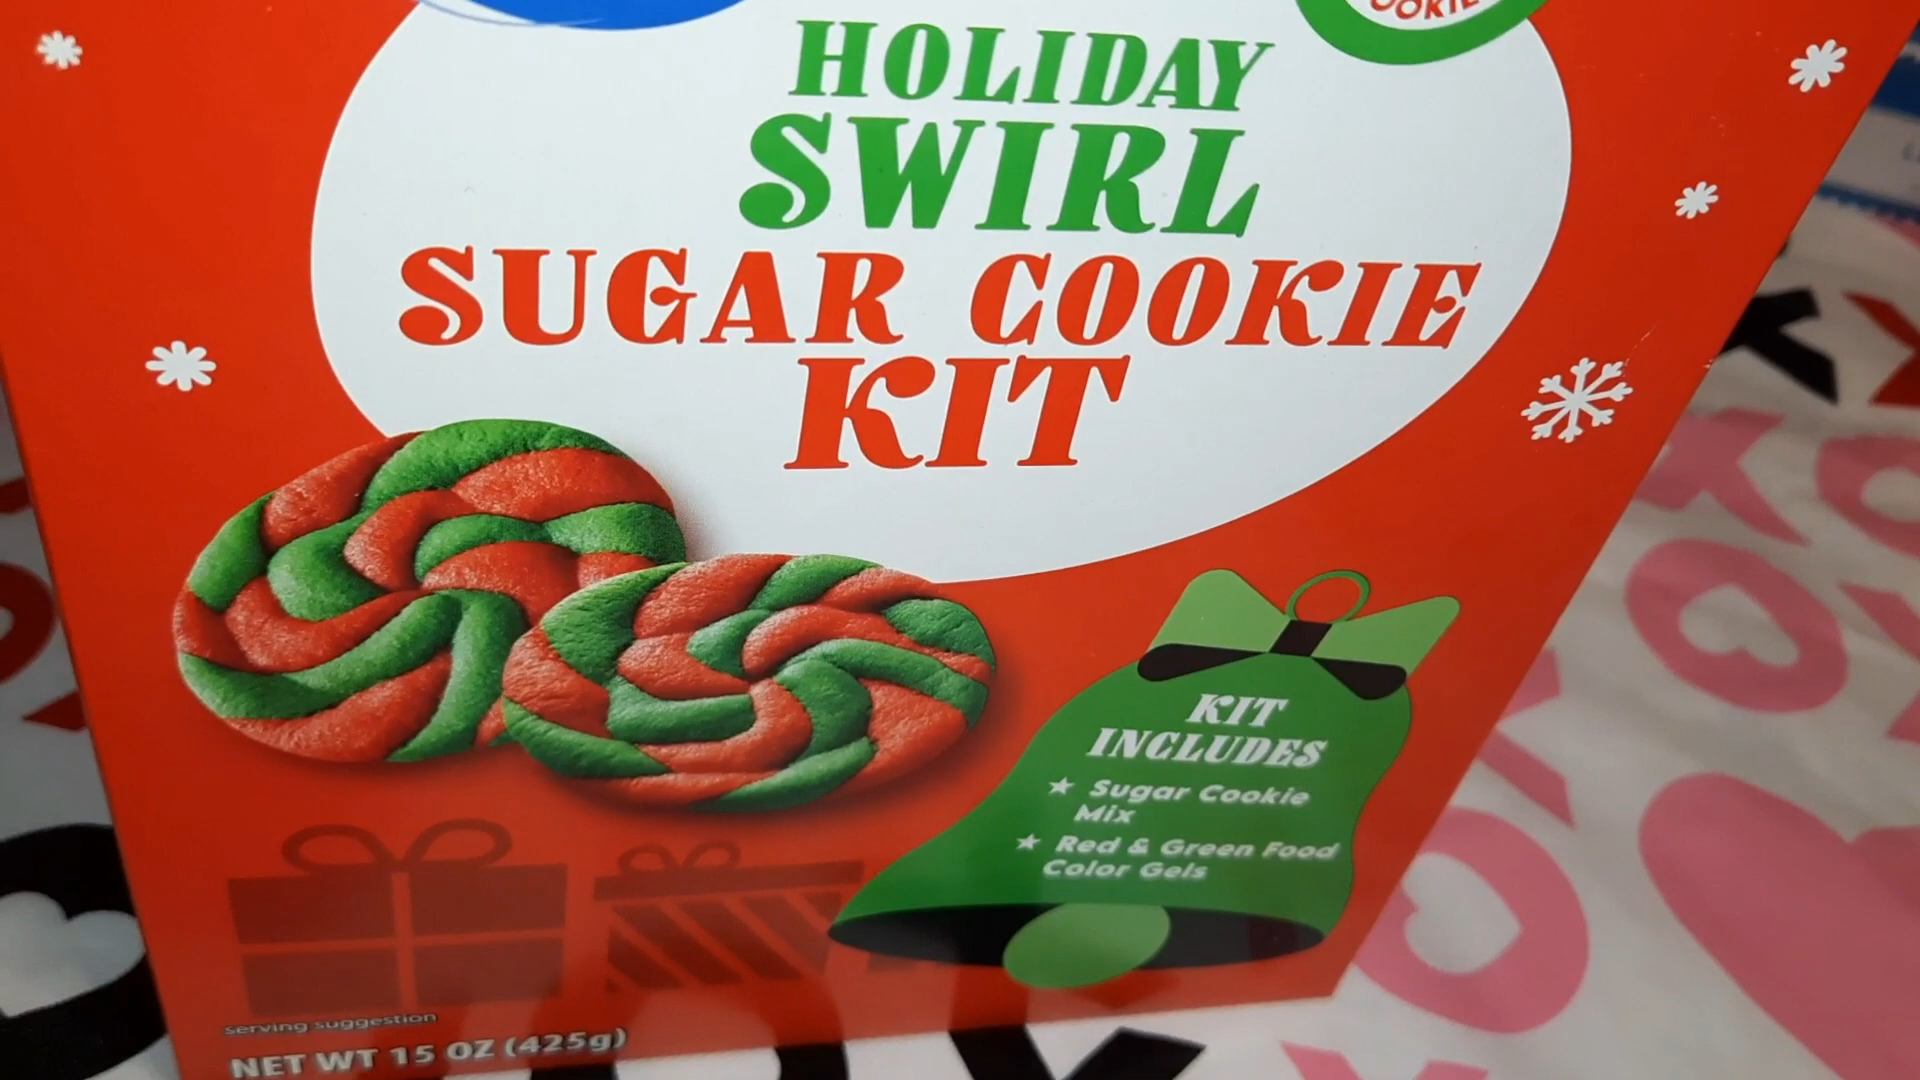 HOLIDAY
SWIRL
SUGAR COOKIE
KIT
KIT
INCLUDES
★ Sugar Cookie
Mix
★ Red & Green Food
Color Gels
serving suggestion
NET WT 15 OZ (425g)